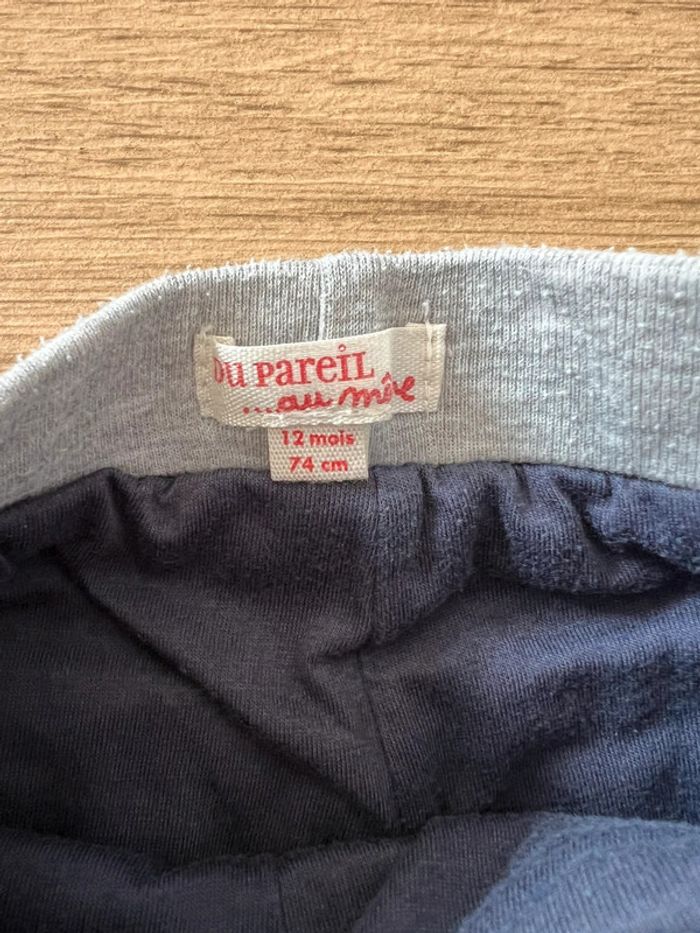 DU PAREIL
...au même
12 mois
74 cm